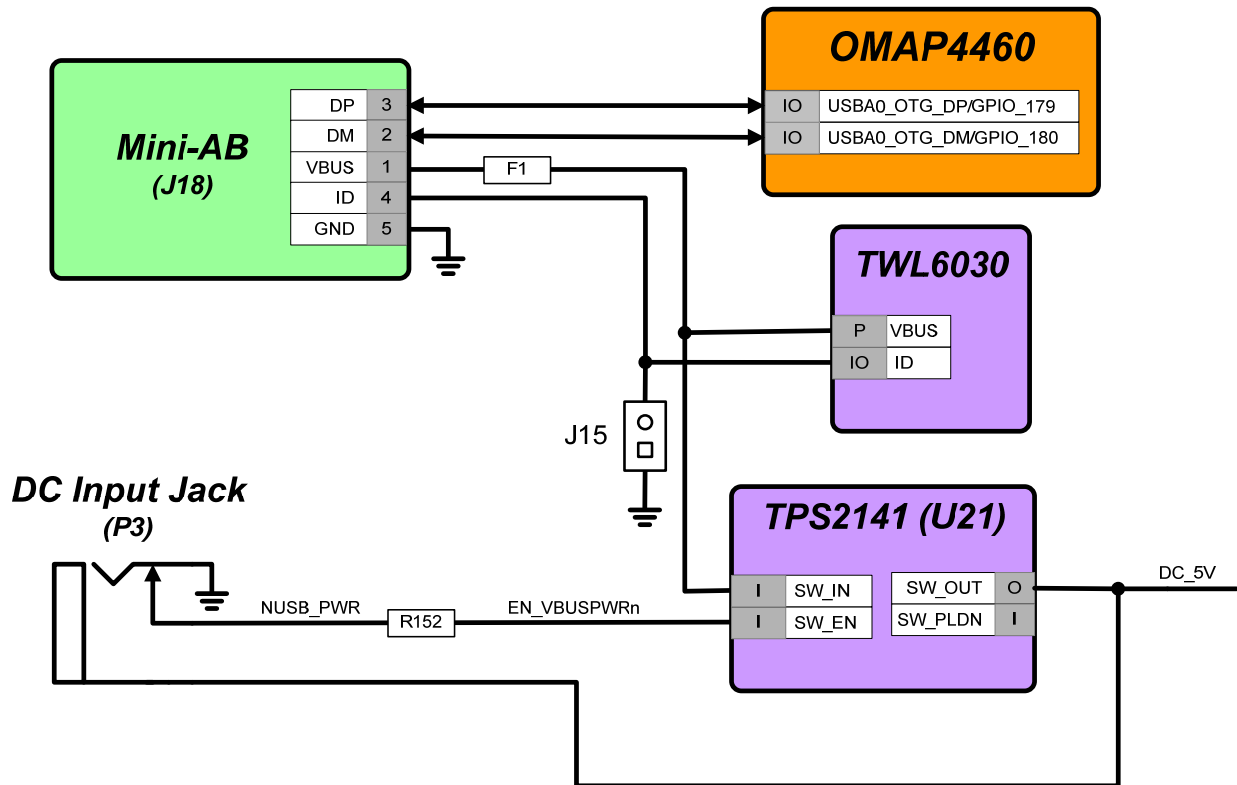 OMAP4460
IO USBA0_OTG_DP/GPIO_179
IO USBA0_OTG_DM/GPIO_180
Mini-AB
(J18)
DP 3
DM 2
VBUS 1
ID 4
GND 5
F1
TWL6030
P VBUS
IO ID
J15
DC Input Jack
(P3)
NUSB_PWR
R152
EN_VBUSPWRn
TPS2141 (U21)
I SW_IN
I SW_EN
SW_OUT O
SW_PLDN I
DC_5V